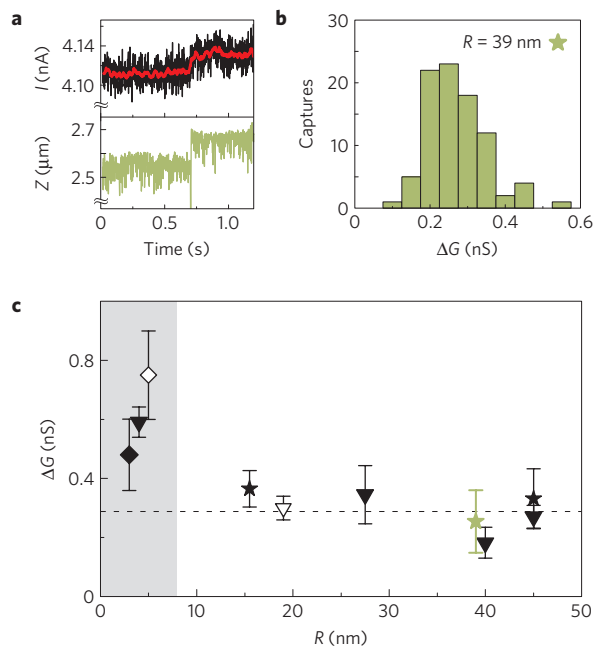 a
I (nA)
4.14
4.10
Z (μm)
2.7
2.5
0
0.5
1.0
Time (s)
b
Captures
30
20
10
0
R = 39 nm
0
0.2
0.4
0.6
ΔG (nS)
c
ΔG (nS)
0.8
0.4
0
0
10
20
30
40
50
R (nm)